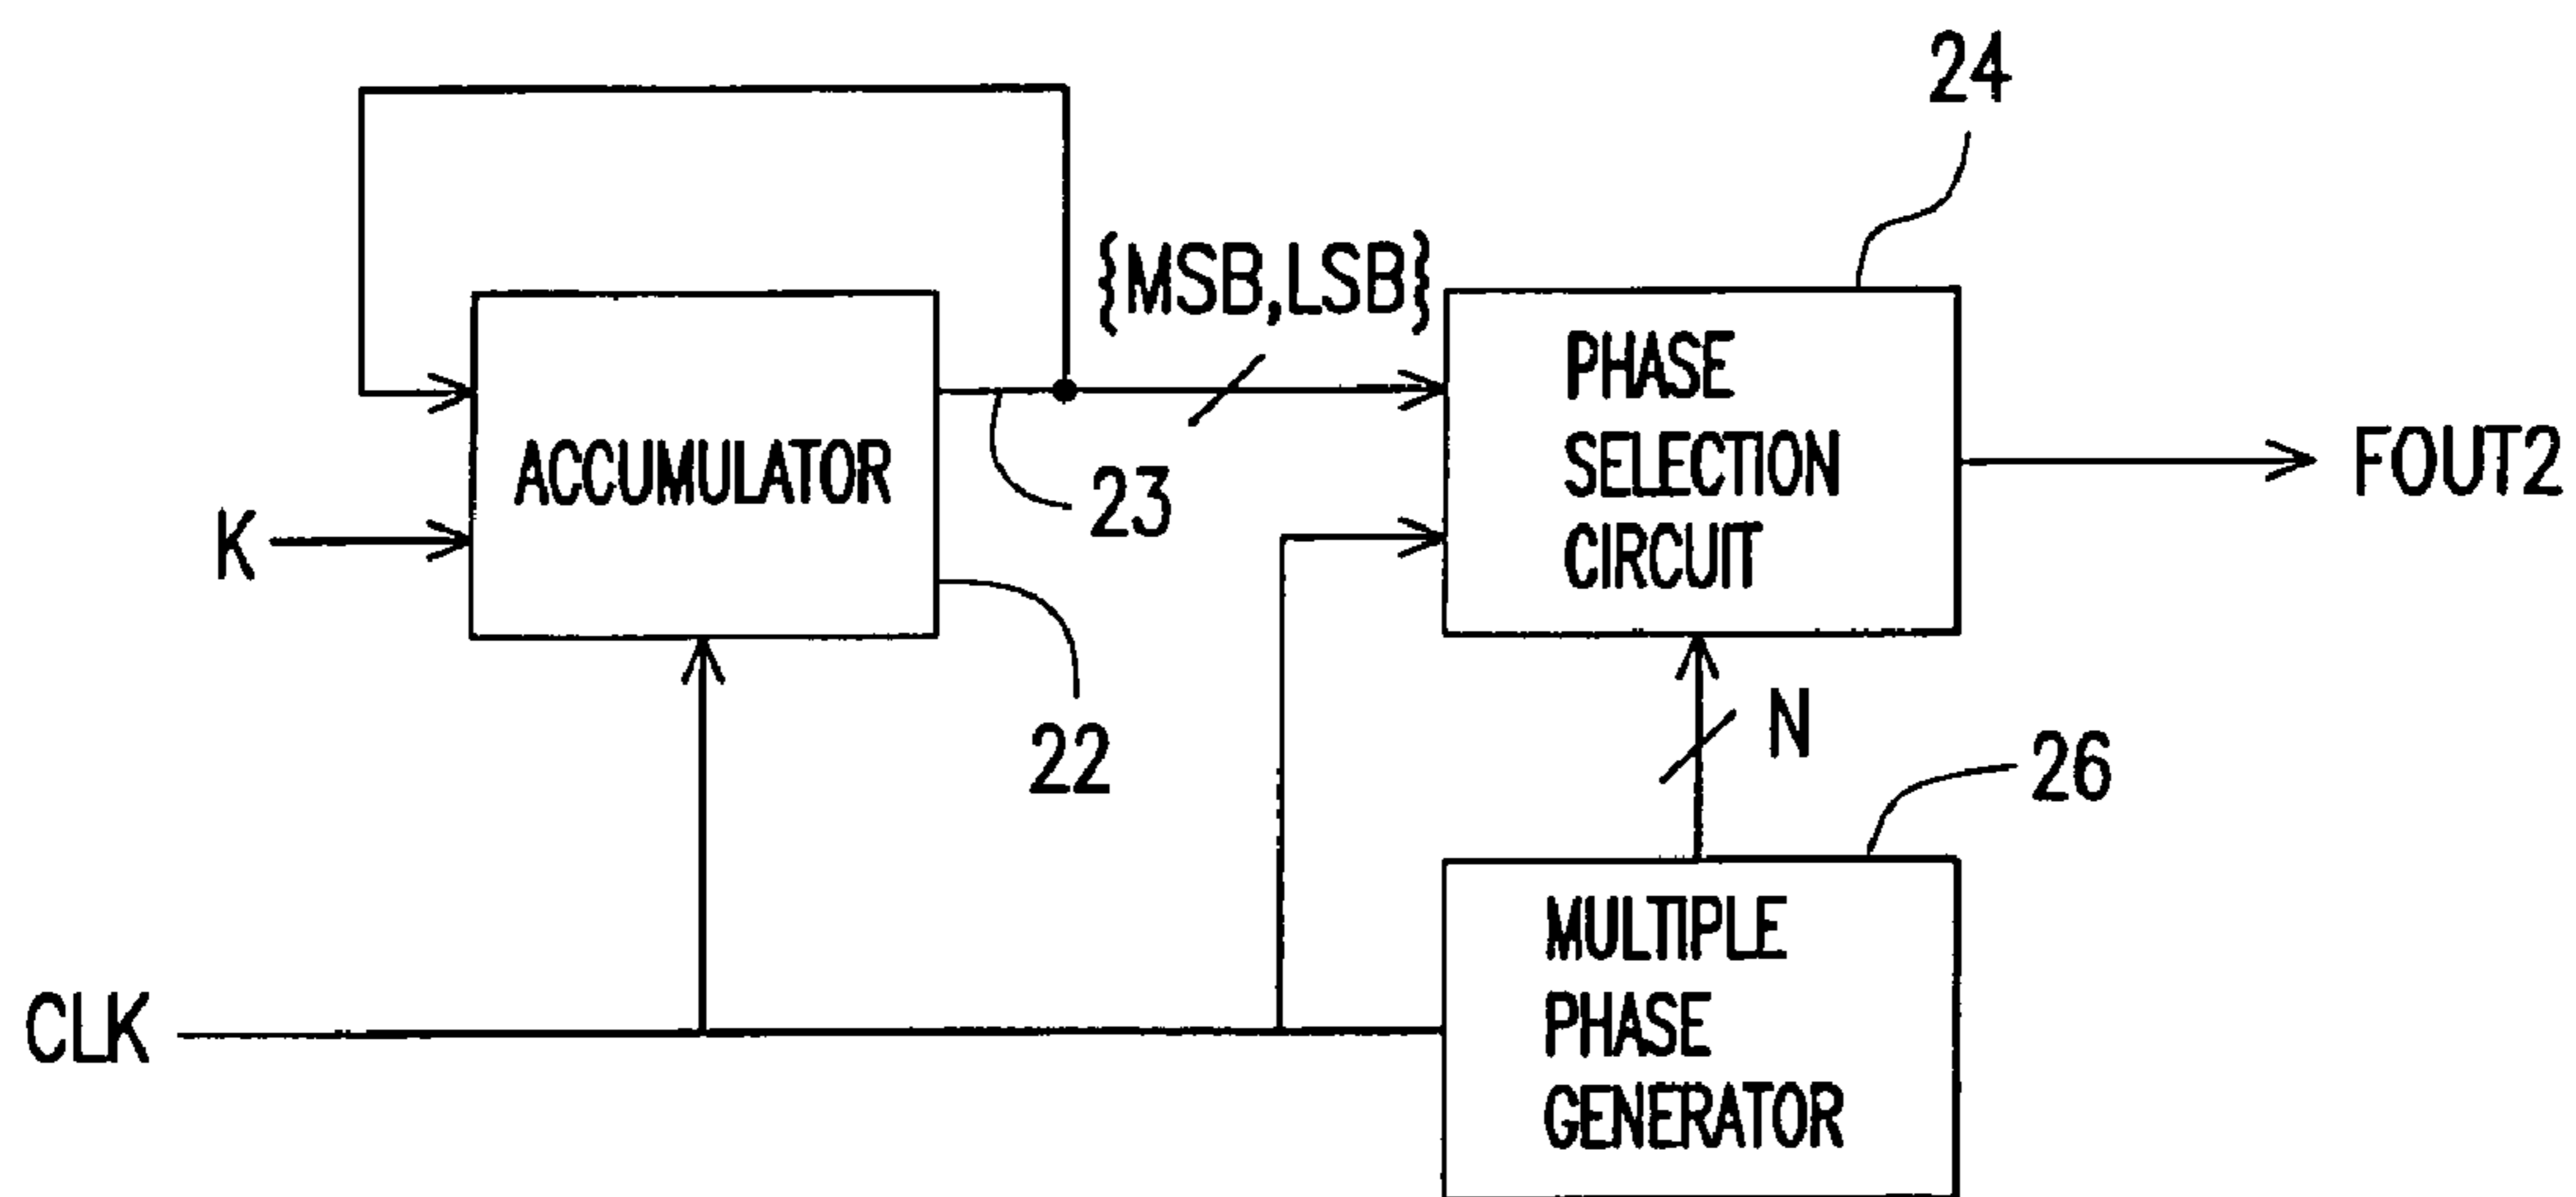 24
{MSB,LSB}
PHASE
SELECTION
CIRCUIT
ACCUMULATOR
FOUT2
23
K
22
N
26
MULTIPLE
PHASE
GENERATOR
CLK